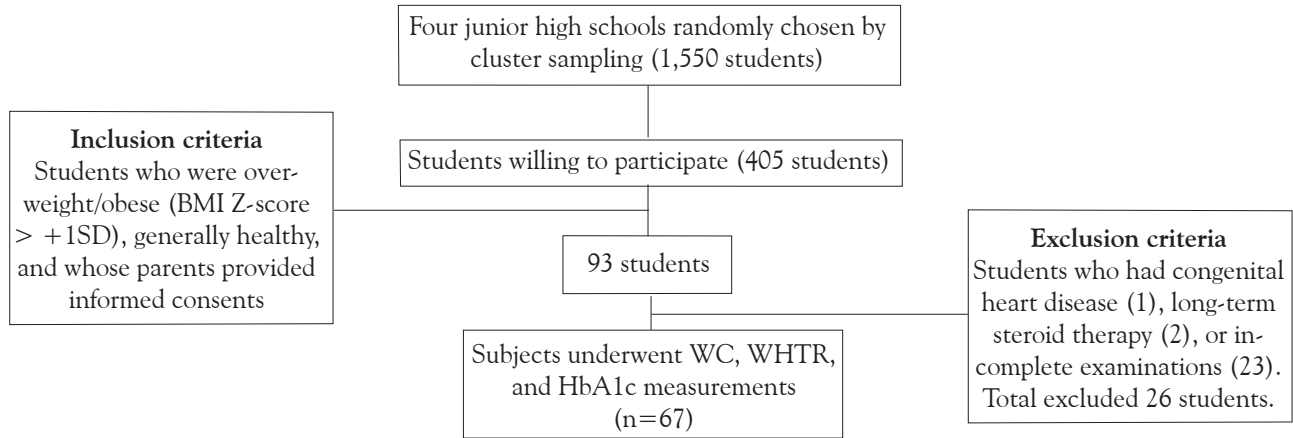 Four junior high schools randomly chosen by
cluster sampling (1,550 students)
Students willing to participate (405 students)
Inclusion criteria
Students who were over-
weight/obese (BMI Z-score
> +1SD), generally healthy,
and whose parents provided
informed consents
93 students
Exclusion criteria
Students who had congenital
heart disease (1), long-term
steroid therapy (2), or in-
complete examinations (23).
Total excluded 26 students.
Subjects underwent WC, WHTR,
and HbA1c measurements
(n=67)